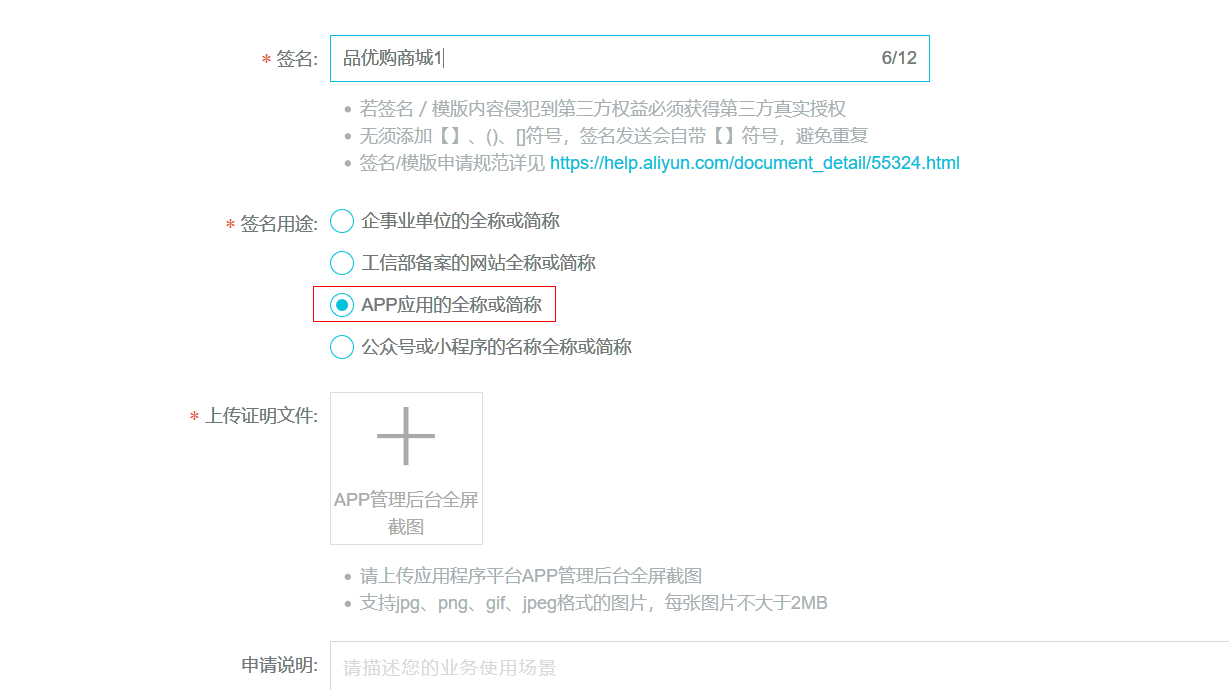 * 签名: 品优购商城1 6/12
• 若签名 / 模版内容侵犯到第三方权益必须获得第三方真实授权
• 无须添加【】、()、[]符号，签名发送会自带【】符号，避免重复
• 签名/模版申请规范详见 https://help.aliyun.com/document_detail/55324.html
* 签名用途: 企事业单位的全称或简称
工信部备案的网站全称或简称
APP应用的全称或简称
公众号或小程序的名称全称或简称
* 上传证明文件:
APP管理后台全屏
截图
• 请上传应用程序平台APP管理后台全屏截图
• 支持jpg、png、gif、jpeg格式的图片，每张图片不大于2MB
申请说明: 请描述您的业务使用场景